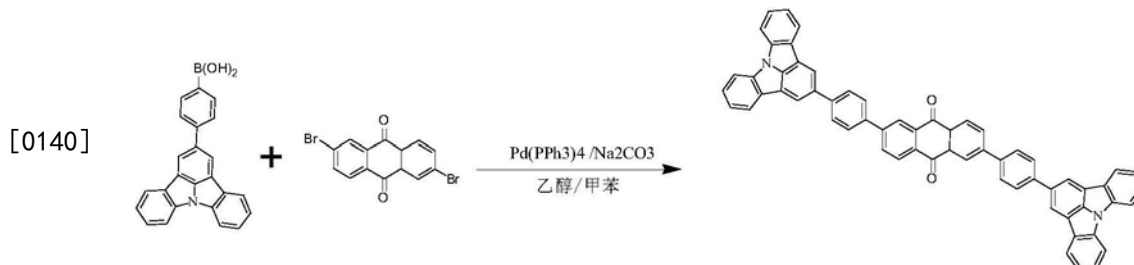 B(OH)2
[0140]
N
+
Br
O
O
Br
Pd(PPh3)4 /Na2CO3
乙醇/甲苯
N
O
O
N